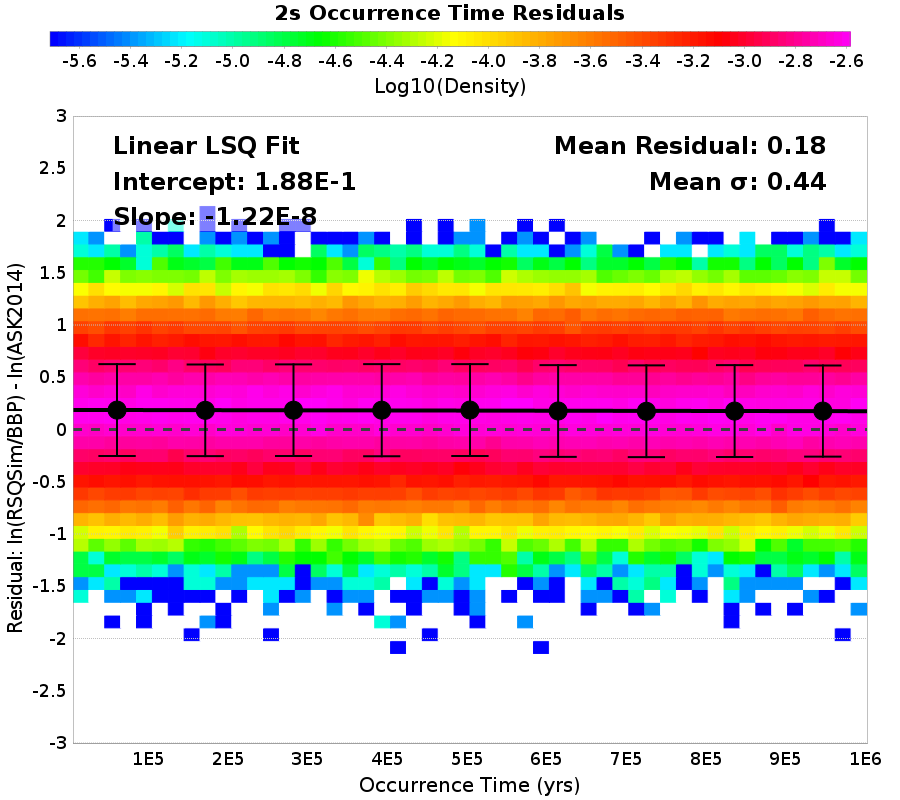 2s Occurrence Time Residuals
-5.6 -5.4 -5.2 -5.0 -4.8 -4.6 -4.4 -4.2 -4.0 -3.8 -3.6 -3.4 -3.2 -3.0 -2.8 -2.6
Log10(Density)
Linear LSQ Fit
Intercept: 1.88E-1
Slope: -1.22E-8
Mean Residual: 0.18
Mean σ: 0.44
Residual: ln(RSQSim/BBP) - ln(ASK2014)
3
2.5
2
1.5
1
0.5
0
-0.5
-1
-1.5
-2
-2.5
-3
1E5 2E5 3E5 4E5 5E5 6E5 7E5 8E5 9E5 1E6
Occurrence Time (yrs)